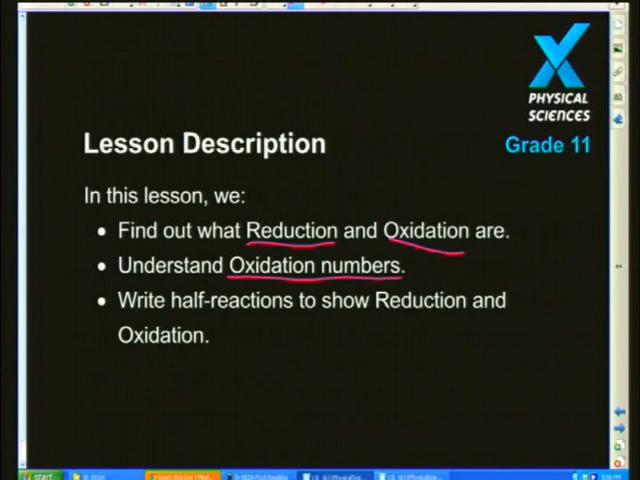 X
PHYSICAL
SCIENCES
Lesson Description
Grade 11
In this lesson, we:
• Find out what Reduction and Oxidation are.
• Understand Oxidation numbers.
• Write half-reactions to show Reduction and
Oxidation.
start